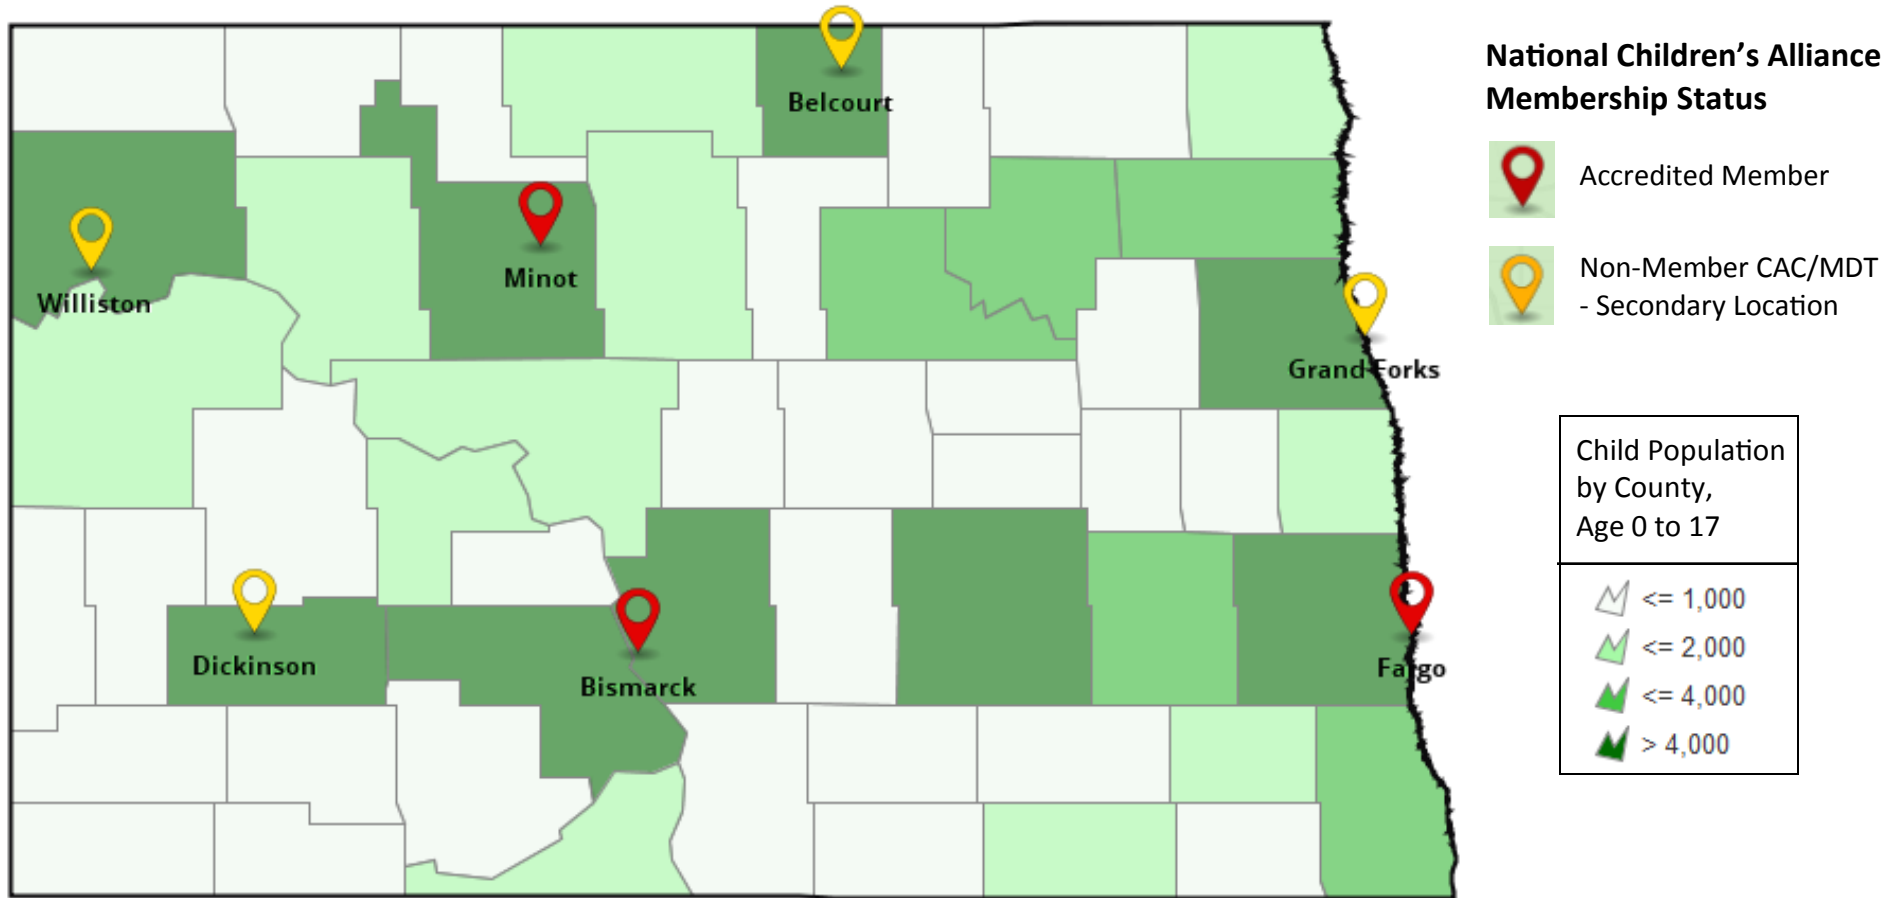 Belcourt
Minot
Williston
Grand Forks
Dickinson
Bismarck
Fargo
National Children's Alliance
Membership Status
Accredited Member
Non-Member CAC/MDT
- Secondary Location
Child Population
by County,
Age 0 to 17
<= 1,000
<= 2,000
<= 4,000
> 4,000